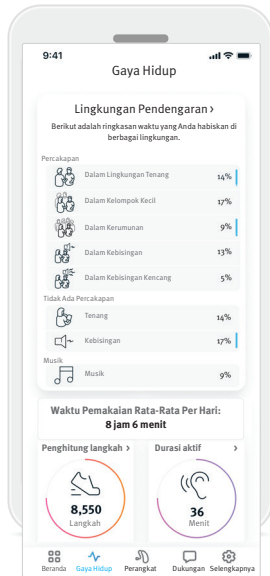 9:41
Gaya Hidup
Lingkungan Pendengaran >
Berikut adalah ringkasan waktu yang Anda habiskan di
berbagai lingkungan.
Percakapan
Dalam Lingkungan Tenang 14%
Dalam Kelompok Kecil 17%
Dalam Kerumunan 9%
Dalam Kebisingan 13%
Dalam Kebisingan Kencang 5%
Tidak Ada Percakapan
Tenang 14%
Kebisingan 17%
Musik
Musik 9%
Waktu Pemakaian Rata-Rata Per Hari:
8 jam 6 menit
Penghitung langkah > Durasi aktif >
8,550 36
Langkah Menit
Beranda Gaya Hidup Perangkat Dukungan Selengkapnya